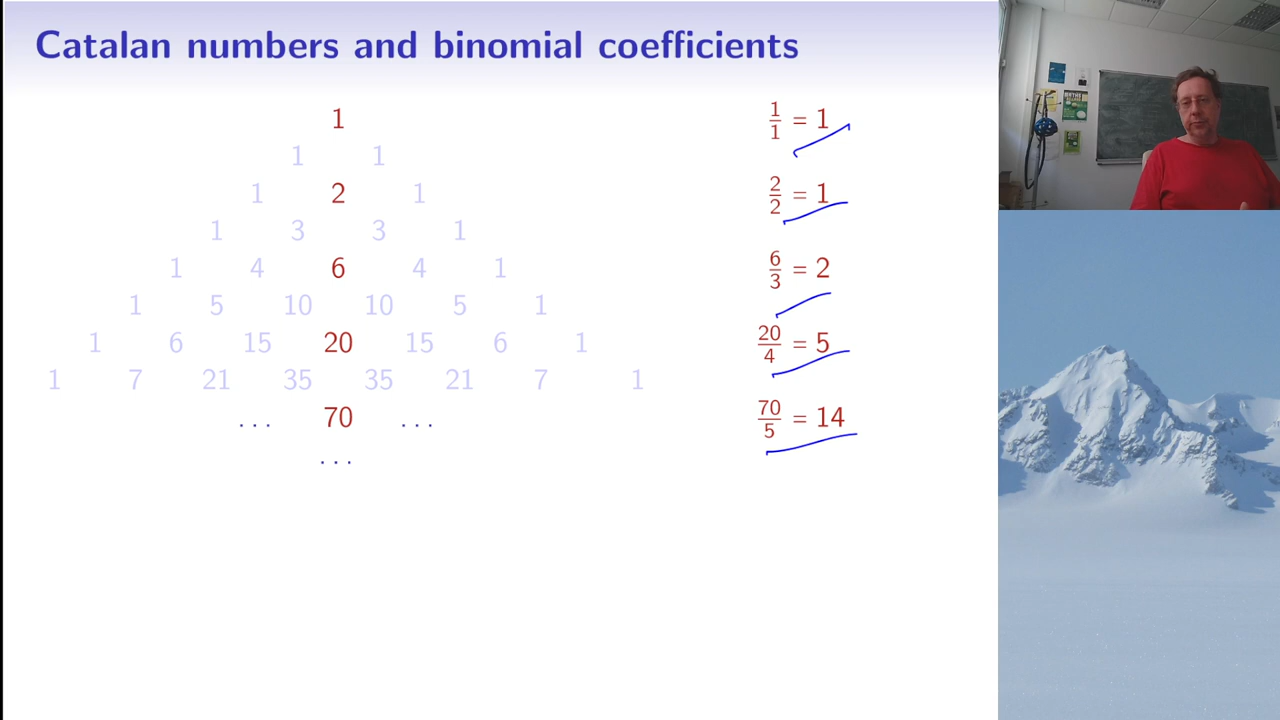 Catalan numbers and binomial coefficients
1
1 1
1 2 1
1 3 3 1
1 4 6 4 1
1 5 10 10 5 1
1 6 15 20 15 6 1
1 7 21 35 35 21 7 1
... 70 ...
...
1/1 = 1
2/2 = 1
6/3 = 2
20/4 = 5
70/5 = 14